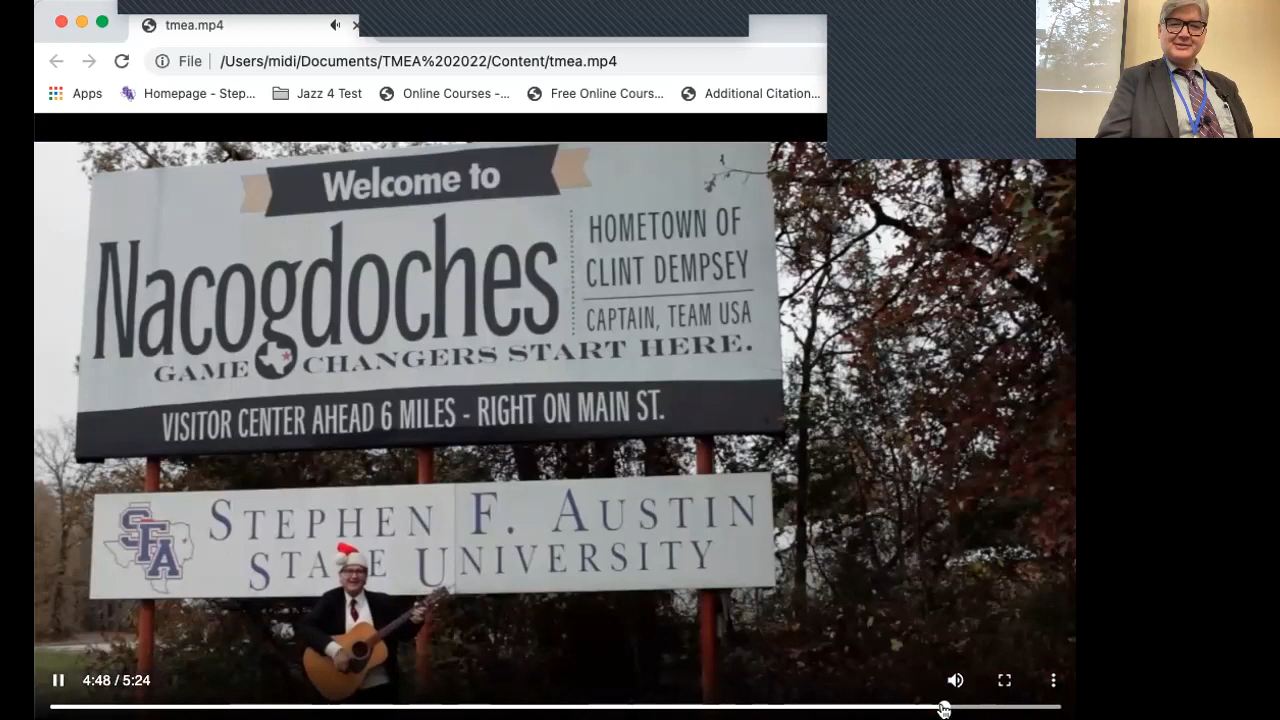 tmea.mp4
File | /Users/midi/Documents/TMEA%202022/Content/tmea.mp4
Apps Homepage - Step... Jazz 4 Test Online Courses -... Free Online Cours... Additional Citation...
Welcome to
Nacogdoches
GAME CHANGERS START HERE.
HOMETOWN OF
CLINT DEMPSEY
CAPTAIN, TEAM USA
VISITOR CENTER AHEAD 6 MILES - RIGHT ON MAIN ST.
SFA
STEPHEN F. AUSTIN
STATE UNIVERSITY
4:48 / 5:24